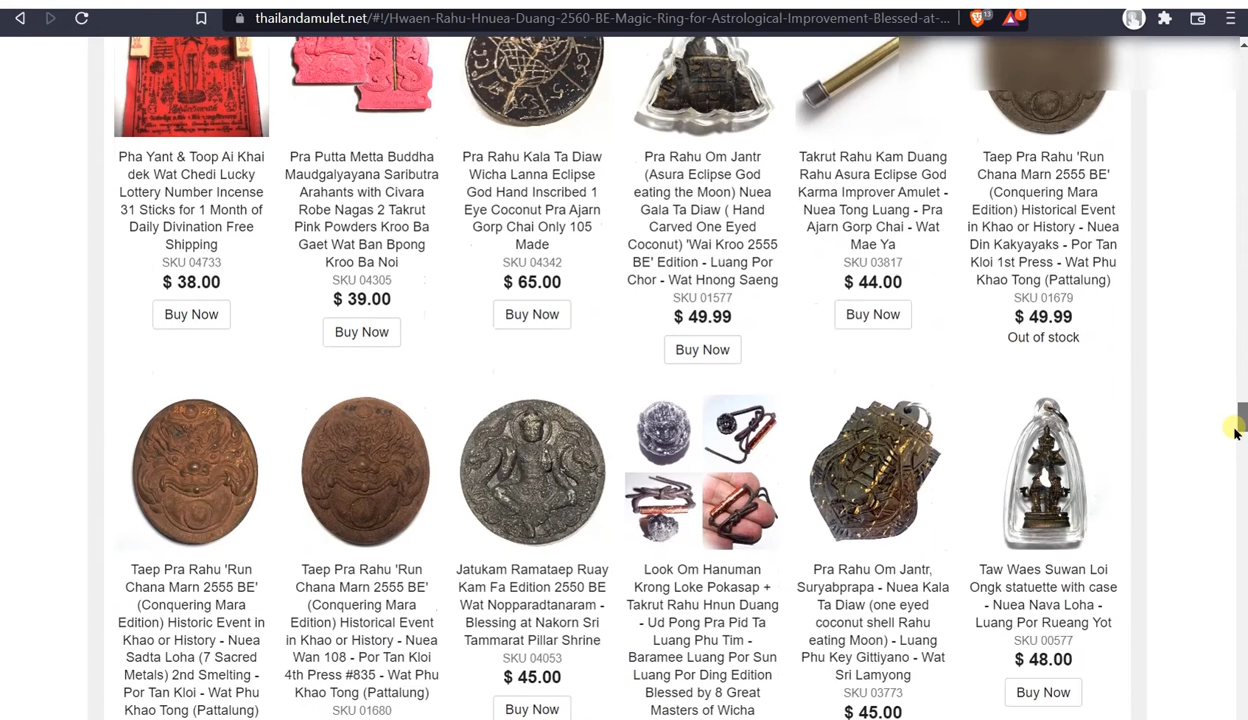 thailandamulet.net/#!/Hwaen-Rahu-Hnuea-Duang-2560-BE-Magic-Ring-for-Astrological-Improvement-Blessed-at-...
13
1
Pha Yant & Toop Ai Khai
dek Wat Chedi Lucky
Lottery Number Incense
31 Sticks for 1 Month of
Daily Divination Free
Shipping
SKU 04733
$ 38.00
Buy Now
Pra Putta Metta Buddha
Maudgalyayana Sariputra
Arahants with Civara
Robe Nagas 2 Takrut
Pink Powders Kroo Ba
Gaet Wat Ban Bpong
Kroo Ba Noi
SKU 04305
$ 39.00
Buy Now
Pra Rahu Kala Ta Diaw
Wicha Lanna Eclipse
God Hand Inscribed 1
Eye Coconut Pra Ajarn
Gorp Chai Only 105
Made
SKU 04342
$ 65.00
Buy Now
Pra Rahu Om Jantr
(Asura Eclipse God
eating the Moon) Nuea
Gala Ta Diaw ( Hand
Carved One Eyed
Coconut) 'Wai Kroo 2555
BE' Edition - Luang Por
Chor - Wat Hnong Saeng
SKU 01577
$ 49.99
Buy Now
Takrut Rahu Kam Duang
Rahu Asura Eclipse God
Karma Improver Amulet -
Nuea Tong Luang - Pra
Ajarn Gorp Chai - Wat
Mae Ya
SKU 03817
$ 44.00
Buy Now
Taep Pra Rahu 'Run
Chana Marn 2555 BE'
(Conquering Mara
Edition) Historical Event
in Khao or History - Nuea
Din Kakyayaks - Por Tan
Kloi 1st Press - Wat Phu
Khao Tong (Pattalung)
SKU 01679
$ 49.99
Out of stock
Taep Pra Rahu 'Run
Chana Marn 2555 BE'
(Conquering Mara
Edition) Historic Event in
Khao or History - Nuea
Sadta Loha (7 Sacred
Metals) 2nd Smelting -
Por Tan Kloi - Wat Phu
Khao Tong (Pattalung)
Taep Pra Rahu 'Run
Chana Marn 2555 BE'
(Conquering Mara
Edition) Historical Event
in Khao or History - Nuea
Wan 108 - Por Tan Kloi
4th Press #835 - Wat Phu
Khao Tong (Pattalung)
SKU 01680
Jatukam Ramataep Ruay
Kam Fa Edition 2550 BE
Wat Nopparadtanaram -
Blessing at Nakorn Sri
Tammarat Pillar Shrine
SKU 04053
$ 45.00
Buy Now
Look Om Hanuman
Krong Loke Pokasap +
Takrut Rahu Hnun Duang
- Ud Pong Pra Pid Ta
Luang Phu Tim -
Baramee Luang Por Sun
Luang Por Ding Edition
Blessed by 8 Great
Masters of Wicha
Pra Rahu Om Jantr,
Suryabprapa - Nuea Kala
Ta Diaw (one eyed
coconut shell Rahu
eating Moon) - Luang
Phu Key Gittiyano - Wat
Sri Lamyong
SKU 03773
$ 45.00
Taw Waes Suwan Loi
Ongk statuette with case
- Nuea Nava Loha -
Luang Por Rueang Yot
SKU 00577
$ 48.00
Buy Now